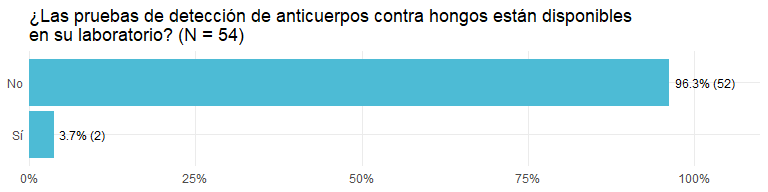 ¿Las pruebas de detección de anticuerpos contra hongos están disponibles
en su laboratorio? (N = 54)
No
96.3% (52)
Sí
3.7% (2)
0%
25%
50%
75%
100%